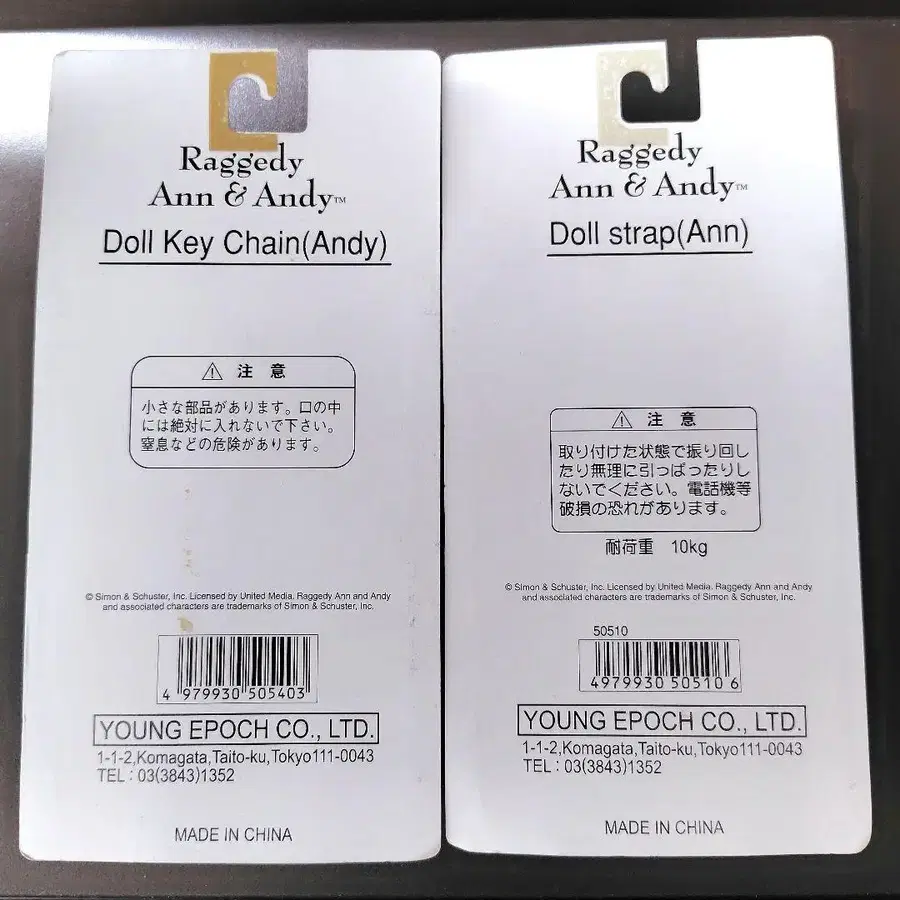 Raggedy
Ann & Andy™
Doll Key Chain(Andy)
⚠ 注 意
小さな部品があります。口の中
には絶対に入れないで下さい。
窒息などの危険があります。
© Simon & Schuster, Inc. Licensed by United Media. Raggedy Ann and Andy
and associated characters are trademarks of Simon & Schuster, Inc.
4 979930 505403
YOUNG EPOCH CO., LTD.
1-1-2,Komagata,Taito-ku,Tokyo111-0043
TEL : 03(3843)1352
MADE IN CHINA
Raggedy
Ann & Andy™
Doll strap(Ann)
⚠ 注 意
取り付けた状態で振り回し
たり無理に引っぱったりし
ないでください。電話機等
破損の恐れがあります。
耐荷重 10kg
© Simon & Schuster, Inc. Licensed by United Media. Raggedy Ann and Andy
and associated characters are trademarks of Simon & Schuster, Inc.
50510
4979930 50510 6
YOUNG EPOCH CO., LTD.
1-1-2,Komagata,Taito-ku,Tokyo111-0043
TEL : 03(3843)1352
MADE IN CHINA